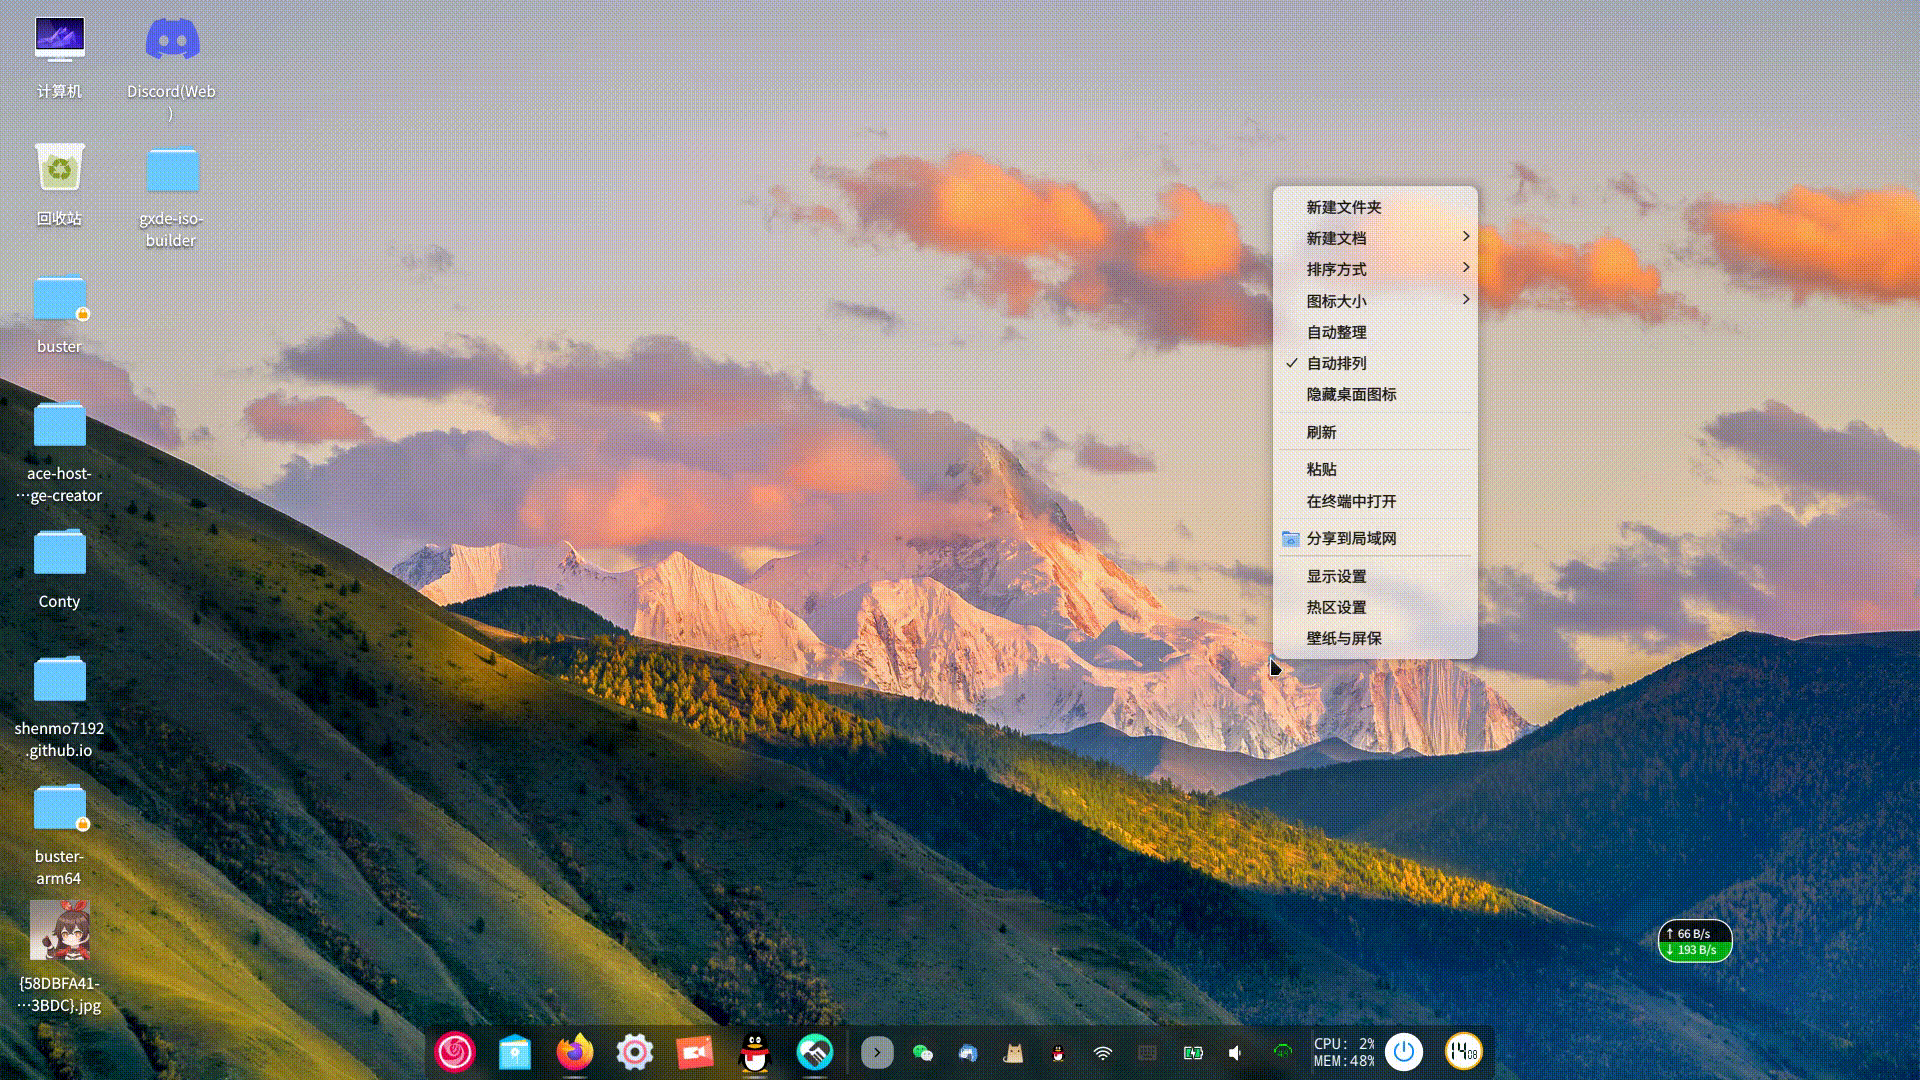 计算机
Discord(Web
)
回收站
gxde-iso-
builder
buster
ace-host-
…ge-creator
Conty
shenmo7192
.github.io
buster-
arm64
{58DBFA41-
…3BDC}.jpg
新建文件夹
新建文档
排序方式
图标大小
自动整理
自动排列
隐藏桌面图标
刷新
粘贴
在终端中打开
分享到局域网
显示设置
热区设置
壁纸与屏保
↑ 66 B/s
↓ 193 B/s
CPU: 2%
MEM:48%
14 08